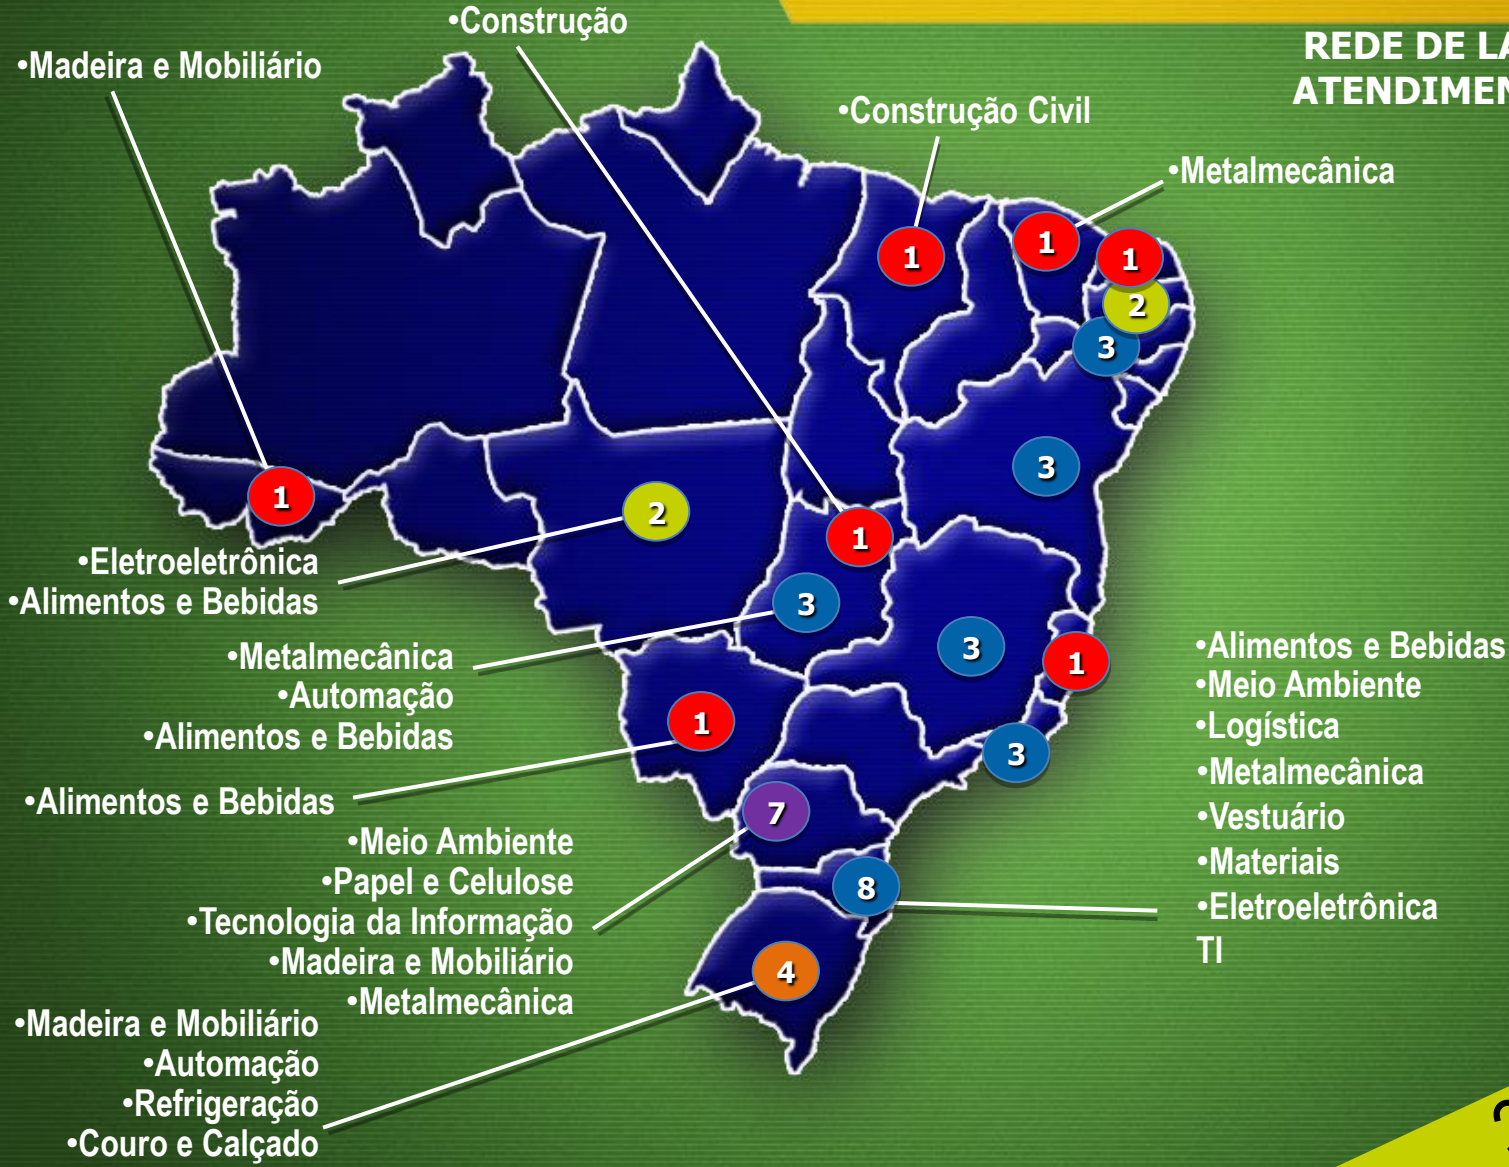 •Construção
•Madeira e Mobiliário
REDE DE LA
ATENDIMEN
•Construção Civil
•Metalmecânica
1
1
1
2
3
3
1
2
1
3
3
1
1
3
7
8
4
•Eletroeletrônica
•Alimentos e Bebidas
•Metalmecânica
•Automação
•Alimentos e Bebidas
•Alimentos e Bebidas
•Meio Ambiente
•Papel e Celulose
•Tecnologia da Informação
•Madeira e Mobiliário
•Metalmecânica
•Madeira e Mobiliário
•Automação
•Refrigeração
•Couro e Calçado
•Alimentos e Bebidas
•Meio Ambiente
•Logística
•Metalmecânica
•Vestuário
•Materiais
•Eletroeletrônica
TI